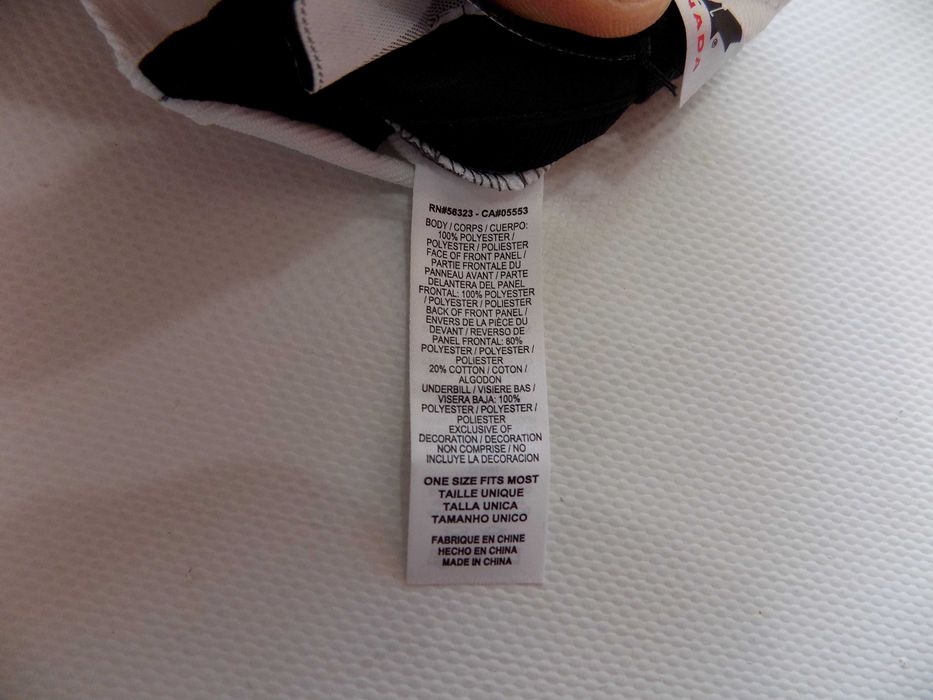 GADA
®
RN#56323 - CA#05553
BODY / CORPS / CUERPO:
100% POLYESTER /
POLYESTER / POLIESTER
FACE OF FRONT PANEL /
PARTIE FRONTALE DU
PANNEAU AVANT / PARTE
DELANTERA DEL PANEL
FRONTAL: 100% POLYESTER
/ POLYESTER / POLIESTER
BACK OF FRONT PANEL /
ENVERS DE LA PIÈCE DU
DEVANT / REVERSO DE
PANEL FRONTAL: 80%
POLYESTER / POLYESTER /
POLIESTER
20% COTTON / COTON /
ALGODON
UNDERBILL / VISIERE BAS /
VISERA BAJA: 100%
POLYESTER / POLYESTER /
POLIESTER
EXCLUSIVE OF
DECORATION / DECORATION
NON COMPRISE / NO
INCLUYE LA DECORACION
ONE SIZE FITS MOST
TAILLE UNIQUE
TALLA UNICA
TAMANHO UNICO
FABRIQUE EN CHINE
HECHO EN CHINA
MADE IN CHINA